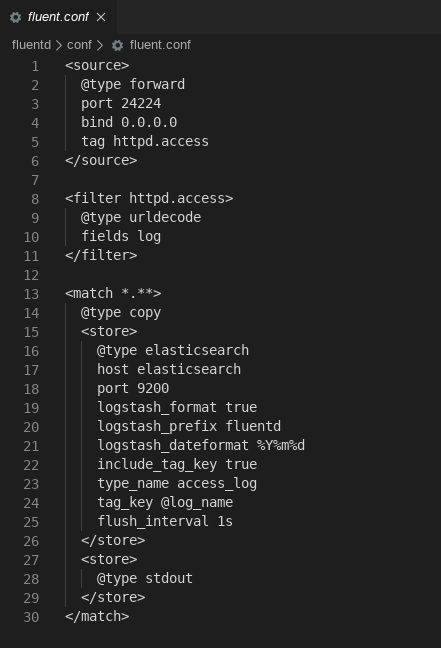 fluent.conf
fluentd > conf > fluent.conf
1 <source>
2   @type forward
3   port 24224
4   bind 0.0.0.0
5   tag httpd.access
6 </source>
7
8 <filter httpd.access>
9   @type urldecode
10   fields log
11 </filter>
12
13 <match *.**>
14   @type copy
15   <store>
16     @type elasticsearch
17     host elasticsearch
18     port 9200
19     logstash_format true
20     logstash_prefix fluentd
21     logstash_dateformat %Y%m%d
22     include_tag_key true
23     type_name access_log
24     tag_key @log_name
25     flush_interval 1s
26   </store>
27   <store>
28     @type stdout
29   </store>
30 </match>